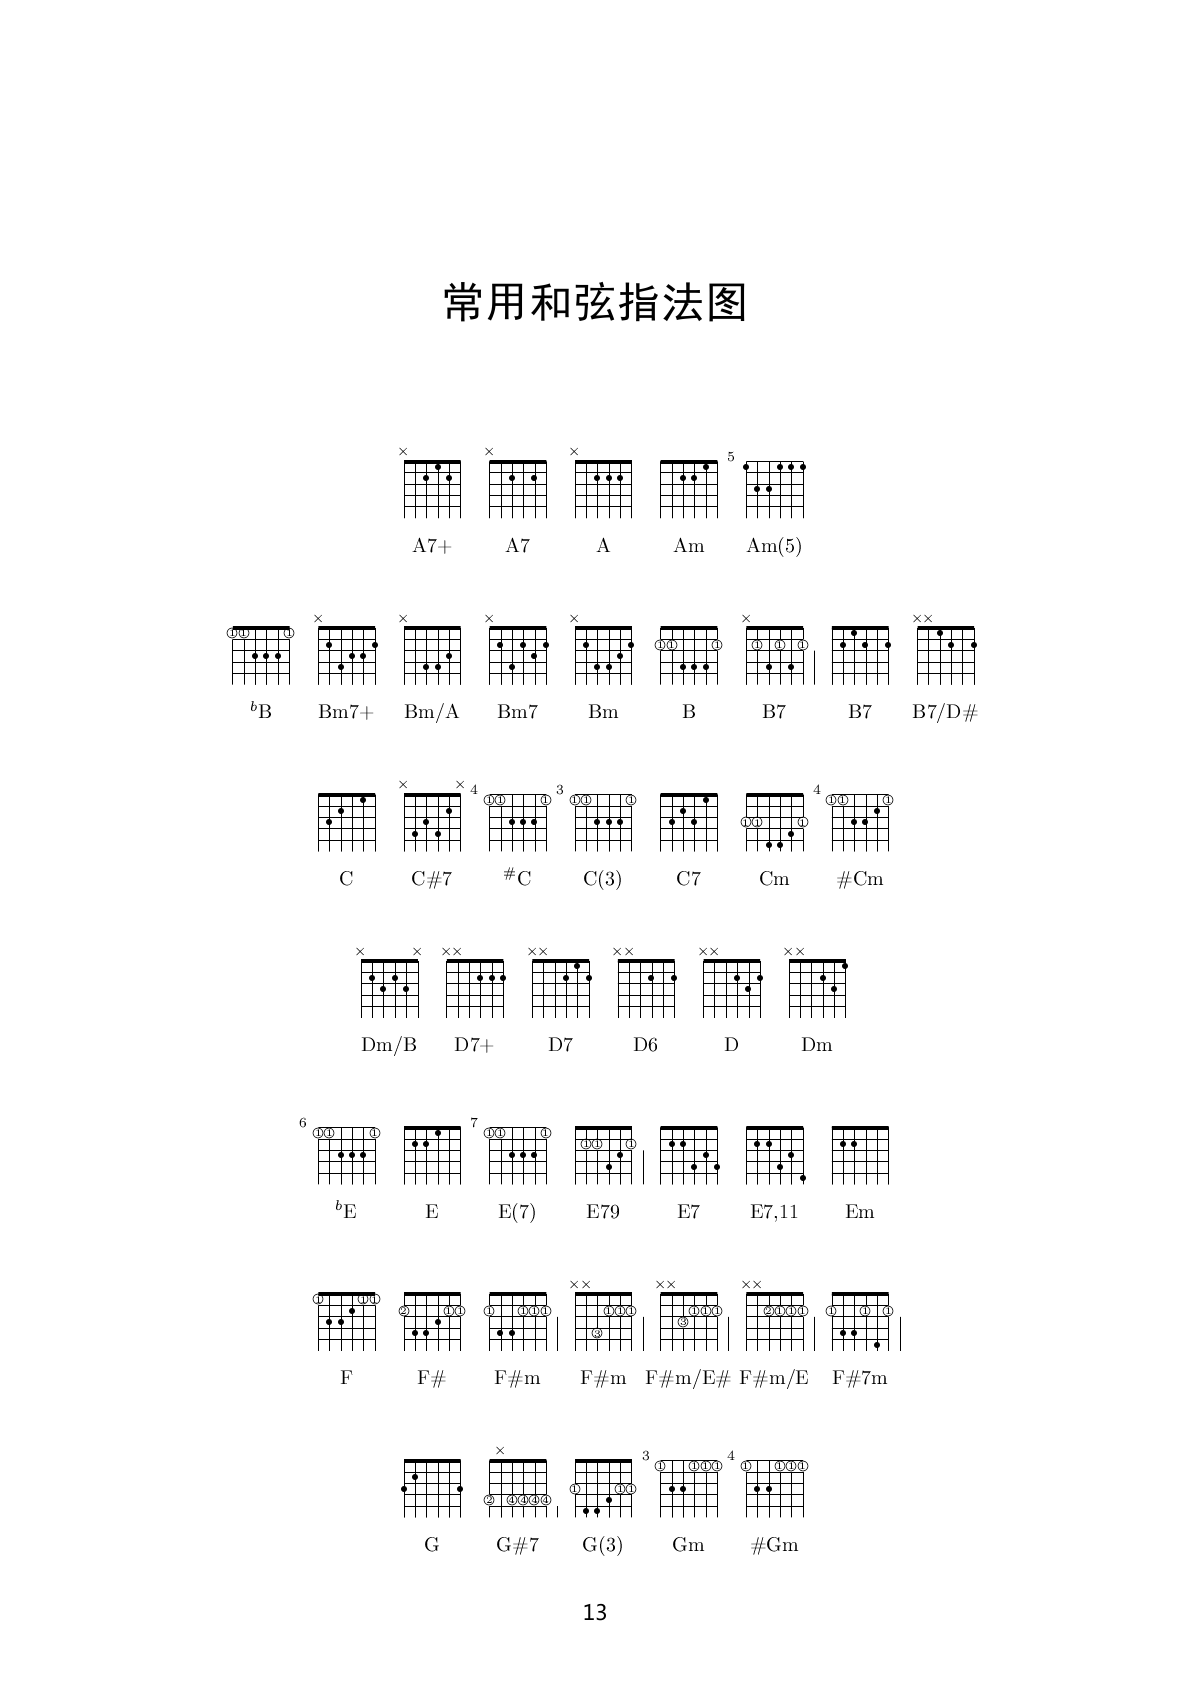 常用和弦指法图
× × × 5
A7+ A7 A Am Am(5)
× × × × × ××
①① ① ①① ① ① ① ①
ᵇB Bm7+ Bm/A Bm7 Bm B B7 B7 B7/D#
× × 4 3 4
①① ① ①① ① ①① ① ①① ①
C C#7 #C C(3) C7 Cm #Cm
× × ×× ×× ×× ×× ××
Dm/B D7+ D7 D6 D Dm
6 7
①① ① ①① ① ①① ①
ᵇE E E(7) E79 E7 E7,11 Em
×× ×× ××
① ①① ② ①① ① ①①① ①①① ①①① ②①①① ① ① ①
③ ③
F F# F#m F#m F#m/E# F#m/E F#7m
× 3 4
① ①①① ① ①①①
① ①①
② ④④④④
G G#7 G(3) Gm #Gm
13